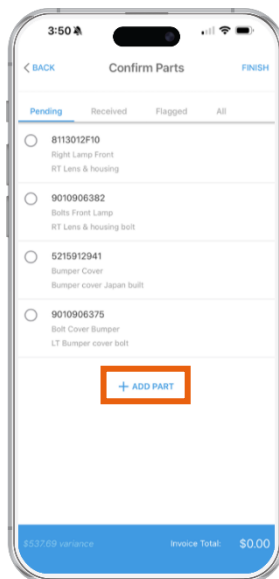 3:50
< BACK Confirm Parts FINISH
Pending Received Flagged All
8113012F10
Right Lamp Front
RT Lens & housing
9010906382
Bolts Front Lamp
RT Lens & housing bolt
5215912941
Bumper Cover
Bumper cover Japan built
9010906375
Bolt Cover Bumper
LT Bumper cover bolt
+ ADD PART
$537.69 variance Invoice Total: $0.00